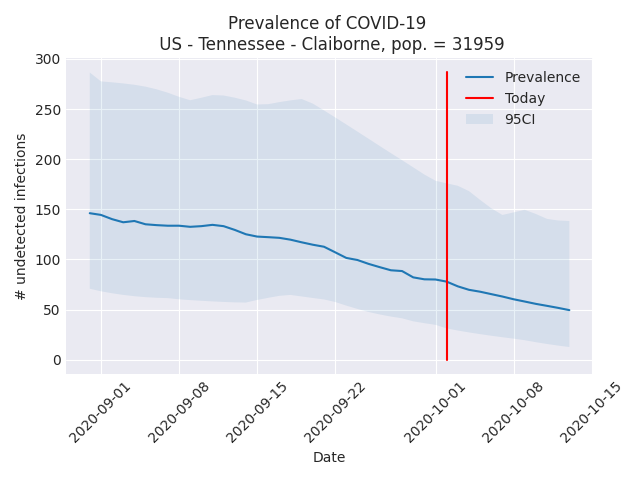 Prevalence of COVID-19
US - Tennessee - Claiborne, pop. = 31959
Prevalence
Today
95CI
300
250
200
150
100
50
0
# undetected infections
2020-09-01
2020-09-08
2020-09-15
2020-09-22
2020-10-01
2020-10-08
2020-10-15
Date